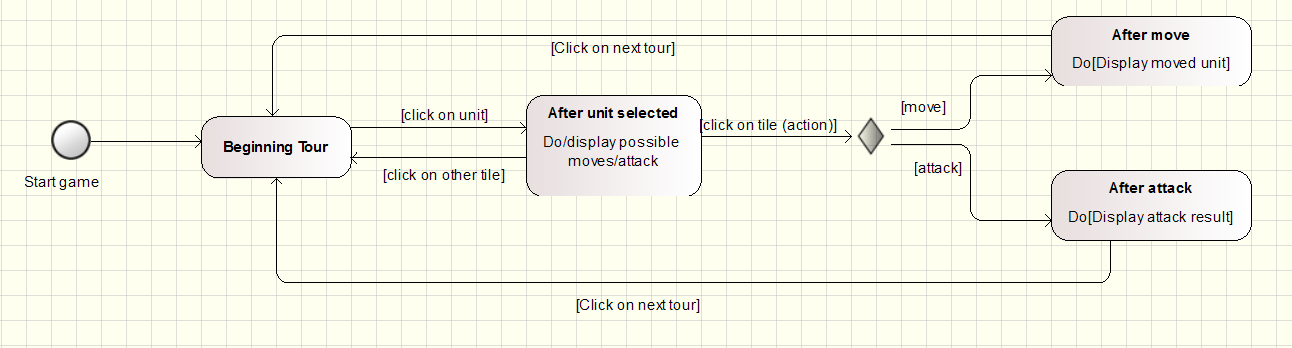 After move
Do[Display moved unit]
[Click on next tour]
[move]
[click on unit]
After unit selected
Do/display possible
moves/attack
[click on tile (action)]
Beginning Tour
Start game
[click on other tile]
[attack]
After attack
Do[Display attack result]
[Click on next tour]